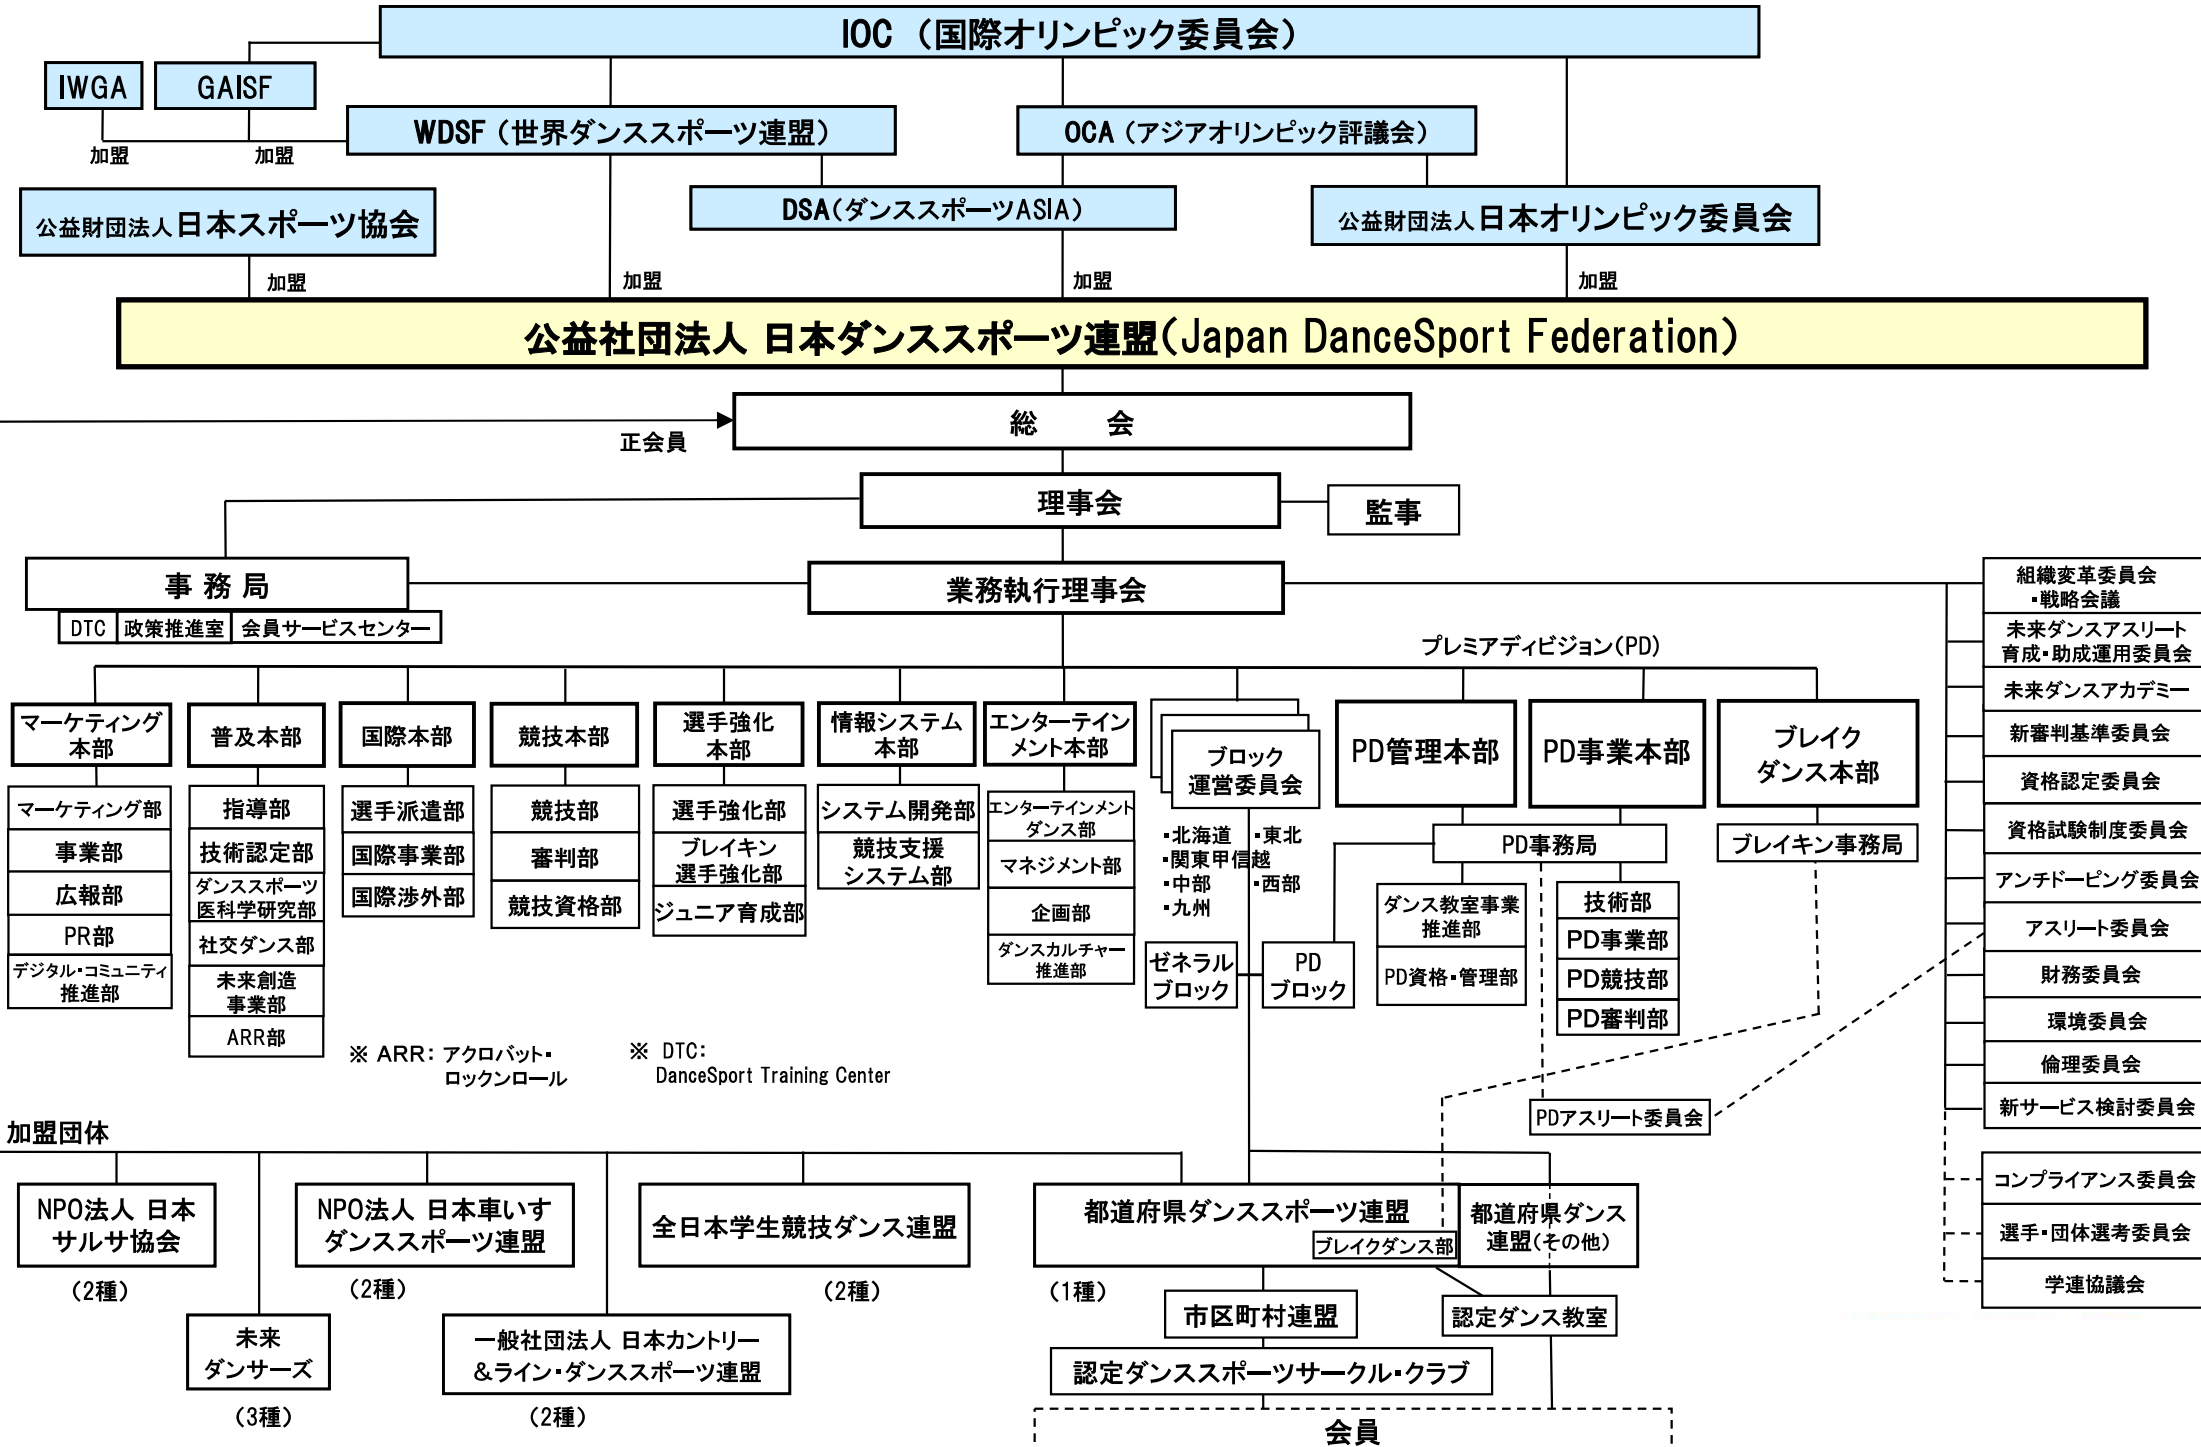 IOC （国際オリンピック委員会）
IWGA
GAISF
WDSF（世界ダンススポーツ連盟）
OCA（アジアオリンピック評議会）
加盟
加盟
公益財団法人日本スポーツ協会
DSA（ダンススポーツASIA）
公益財団法人日本オリンピック委員会
加盟
加盟
加盟
加盟
公益社団法人 日本ダンススポーツ連盟（Japan DanceSport Federation）
総　　会
正会員
理事会
監事
事 務 局
業務執行理事会
DTC
政策推進室
会員サービスセンター
プレミアディビジョン（PD）
マーケティング
本部
普及本部
国際本部
競技本部
選手強化
本部
情報システム
本部
エンターテイン
メント本部
ブロック
運営委員会
PD管理本部
PD事業本部
ブレイク
ダンス本部
マーケティング部
事業部
広報部
PR部
デジタル・コミュニティ
推進部
指導部
技術認定部
ダンススポーツ
医科学研究部
社交ダンス部
未来創造
事業部
ARR部
選手派遣部
国際事業部
国際渉外部
競技部
審判部
競技資格部
選手強化部
ブレイキン
選手強化部
ジュニア育成部
システム開発部
競技支援
システム部
エンターテインメント
ダンス部
マネジメント部
企画部
ダンスカルチャー
推進部
・北海道　・東北
・関東甲信越
・中部　・西部
・九州
ゼネラル
ブロック
PD
ブロック
PD事務局
ダンス教室事業
推進部
PD資格・管理部
技術部
PD事業部
PD競技部
PD審判部
ブレイキン事務局
PDアスリート委員会
組織変革委員会
・戦略会議
未来ダンスアスリート
育成・助成運用委員会
未来ダンスアカデミー
新審判基準委員会
資格認定委員会
資格試験制度委員会
アンチドーピング委員会
アスリート委員会
財務委員会
環境委員会
倫理委員会
新サービス検討委員会
コンプライアンス委員会
選手・団体選考委員会
学連協議会
※ ARR： アクロバット・
ロックンロール
※ DTC：
DanceSport Training Center
加盟団体
NPO法人 日本
サルサ協会
（2種）
未来
ダンサーズ
（3種）
NPO法人 日本車いす
ダンススポーツ連盟
（2種）
一般社団法人 日本カントリー
＆ライン・ダンススポーツ連盟
（2種）
全日本学生競技ダンス連盟
（2種）
都道府県ダンススポーツ連盟
ブレイクダンス部
（1種）
都道府県ダンス
連盟（その他）
市区町村連盟
認定ダンス教室
認定ダンススポーツサークル・クラブ
会員